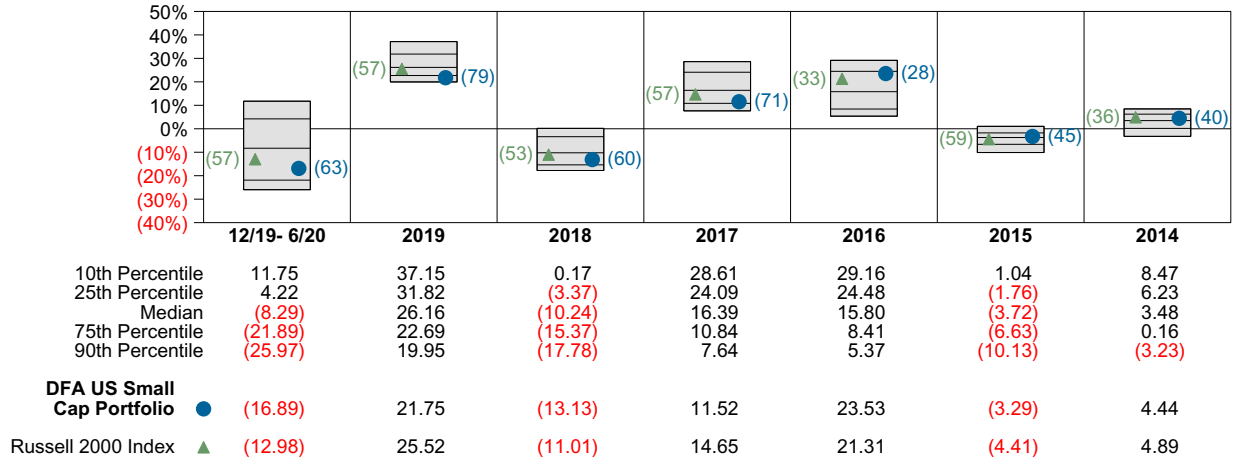 50%
40%
30%
20%
10%
0%
(10%)
(20%)
(30%)
(40%)
(57) (63)
(57) (79)
(53) (60)
(57) (71)
(33) (28)
(59) (45)
(36) (40)
12/19- 6/20 2019 2018 2017 2016 2015 2014
10th Percentile 11.75 37.15 0.17 28.61 29.16 1.04 8.47
25th Percentile 4.22 31.82 (3.37) 24.09 24.48 (1.76) 6.23
Median (8.29) 26.16 (10.24) 16.39 15.80 (3.72) 3.48
75th Percentile (21.89) 22.69 (15.37) 10.84 8.41 (6.63) 0.16
90th Percentile (25.97) 19.95 (17.78) 7.64 5.37 (10.13) (3.23)
DFA US Small
Cap Portfolio (16.89) 21.75 (13.13) 11.52 23.53 (3.29) 4.44
Russell 2000 Index (12.98) 25.52 (11.01) 14.65 21.31 (4.41) 4.89